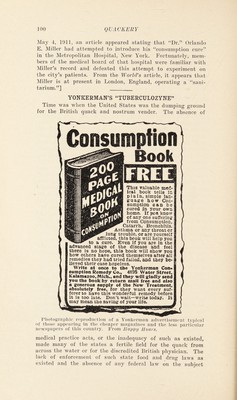 100 QUACKERY
May 4, 1911, an article appeared stating that "Dr." Orlando
E. Miller had attempted to introduce his "consumption cure"
in the Metropolitan Hospital, New York. Fortunately, mem-
bers of the medical board of that hospital were familiar with
Miller's record and defeated this attempt to experiment on
the city's patients. From the World's article, it appears that
Miller is at present in London, England, operating a "sani-
tarium."]
YONKERMAN'S "TUBERCULOZYNE"
Time was when the United States was the dumping ground
for the British quack and nostrum vender. The absence of
Consumption
Book
FREE
200
PAGE
MEDICAL
BOOK
ON
CONSUMPTION
This valuable med-
ical book tells in
plain, simple lan-
guage how Con-
sumption can be
cured in your own
home. If you know
of any one suffering
from Consumption,
Catarrh, Bronchitis,
Asthma or any throat or
lung trouble, or are yourself
afflicted, this book will help you
to a cure. Even if you are in the
advanced stage of the disease and feel
there is no hope, this book will show you
how others have cured themselves after all
remedies they had tried failed, and they be-
lieved their case hopeless.
Write at once to the Yonkerman Con-
sumption Remedy Co., Water Street,
Kalamazoo, Mich., and they will gladly send
you the book by return mail free and also
a generous supply of the New Treatment,
absolutely free, for they want every suf-
ferer to have this wonderful remedy before
it is too late. Don't wait—write today. It
may mean the saving of your life.
Photographic reproduction of a Yonkerman advertisement typical
of those appearing in the cheaper magazines and the less particular
newspapers of this country. From Happy Hours.
medical practice acts, or the inadequacy of such as existed,
made many of the states a fertile field for the quack from
across the water or for the discredited British physician. The
lack of enforcement of such state food and drug laws as
existed and the absence of any federal law on the subject